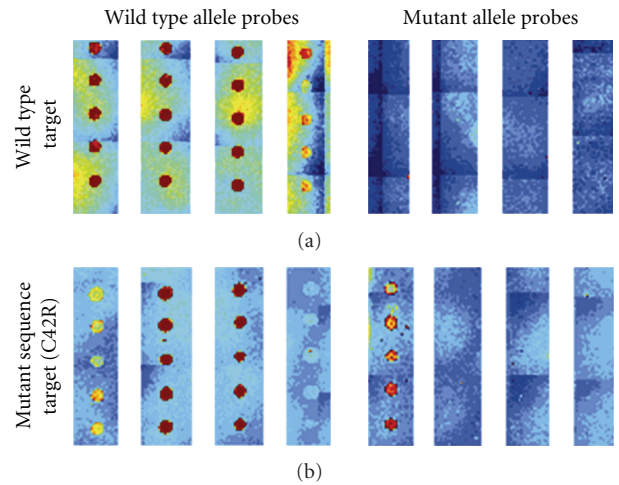 Wild type allele probes
Mutant allele probes
Wild type
target
(a)
Mutant sequence
target (C42R)
(b)